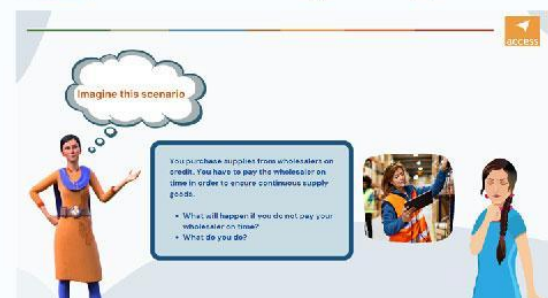 access
Imagine this scenario
You purchase supplies from wholesalers on
credit. You have to pay the wholesaler on
time in order to ensure continuous supply
goods.
• What will happen if you do not pay your
wholesaler on time?
• What do you do?